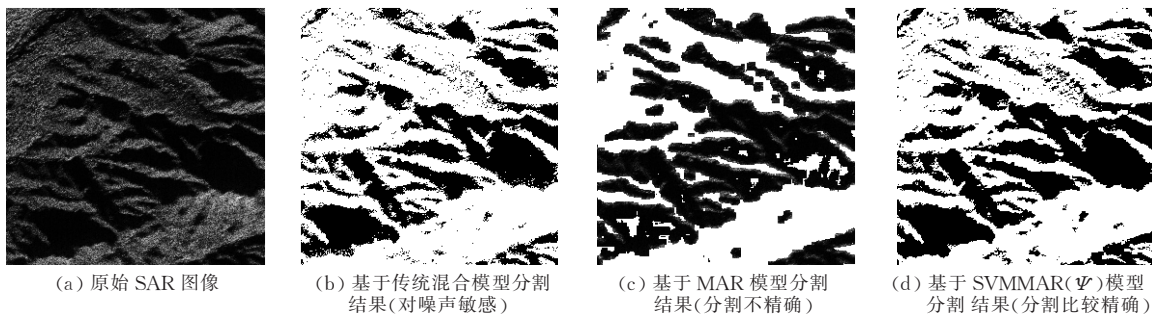 (a) 原始 SAR 图像
(b) 基于传统混合模型分割
结果(对噪声敏感)
(c) 基于 MAR 模型分割
结果(分割不精确)
(d) 基于 SVMMAR(Ψ)模型
分割 结果(分割比较精确)